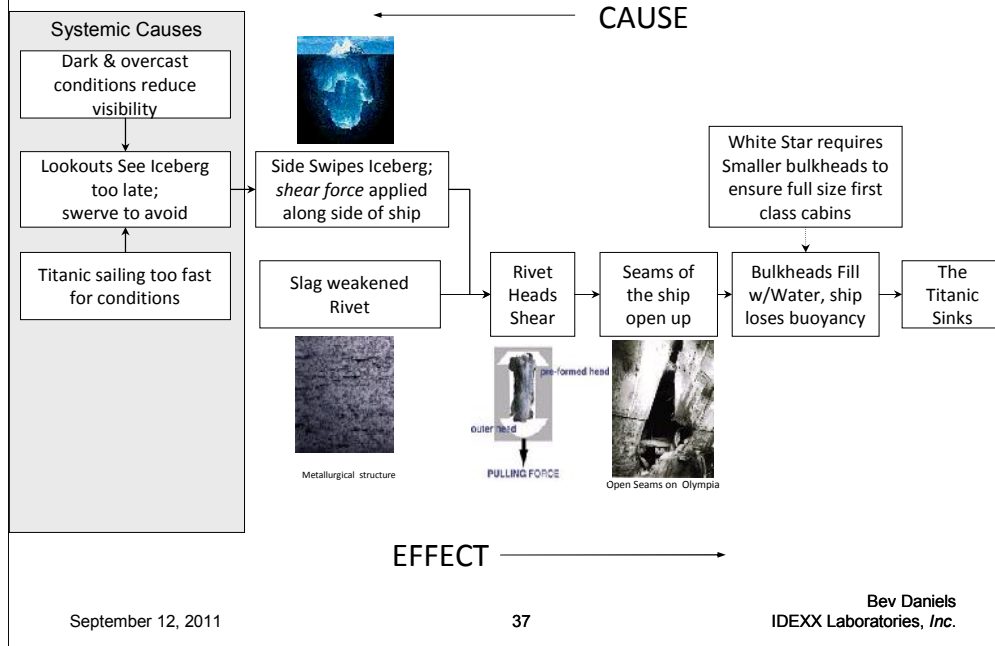 CAUSE
Systemic Causes
Dark & overcast
conditions reduce
visibility
Lookouts See Iceberg
too late;
swerve to avoid
Titanic sailing too fast
for conditions
Side Swipes Iceberg;
shear force applied
along side of ship
Slag weakened
Rivet
Rivet
Heads
Shear
Seams of
the ship
open up
White Star requires
Smaller bulkheads to
ensure full size first
class cabins
Bulkheads Fill
w/Water, ship
loses buoyancy
The
Titanic
Sinks
Metallurgical structure
pre-formed head
outer head
PULLING FORCE
Open Seams on Olympia
EFFECT
September 12, 2011
37
Bev Daniels
IDEXX Laboratories, Inc.